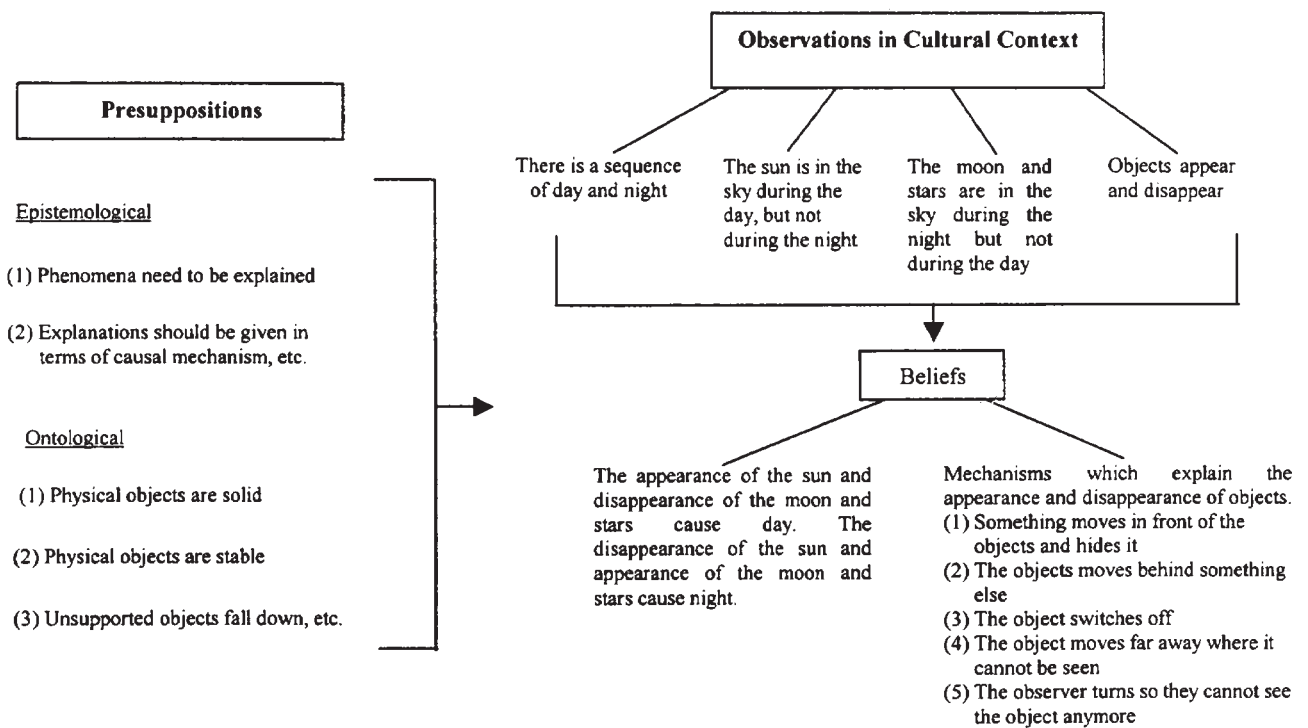 Observations in Cultural Context
Presuppositions
There is a sequence
of day and night
The sun is in the
sky during the
day, but not
during the night
The moon and
stars are in the
sky during the
night but not
during the day
Objects appear
and disappear
Epistemological
(1) Phenomena need to be explained
(2) Explanations should be given in
terms of causal mechanism, etc.
Ontological
(1) Physical objects are solid
(2) Physical objects are stable
(3) Unsupported objects fall down, etc.
Beliefs
The appearance of the sun and
disappearance of the moon and
stars cause day. The
disappearance of the sun and
appearance of the moon and
stars cause night.
Mechanisms which explain the
appearance and disappearance of objects.
(1) Something moves in front of the
objects and hides it
(2) The objects moves behind something
else
(3) The object switches off
(4) The object moves far away where it
cannot be seen
(5) The observer turns so they cannot see
the object anymore